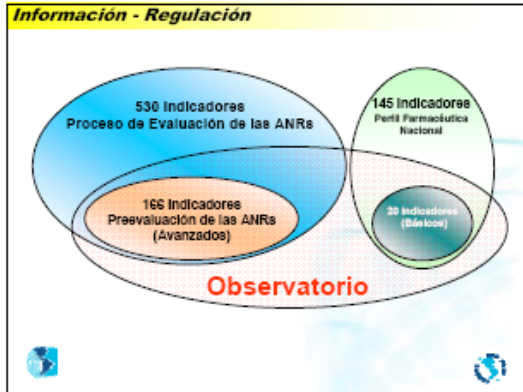 Información - Regulación
530 Indicadores
Proceso de Evaluación de las ANRs
145 Indicadores
Perfil Farmacéutica
Nacional
166 Indicadores
Preevaluación de las ANRs
(Avanzados)
20 Indicadores
(Básicos)
Observatorio